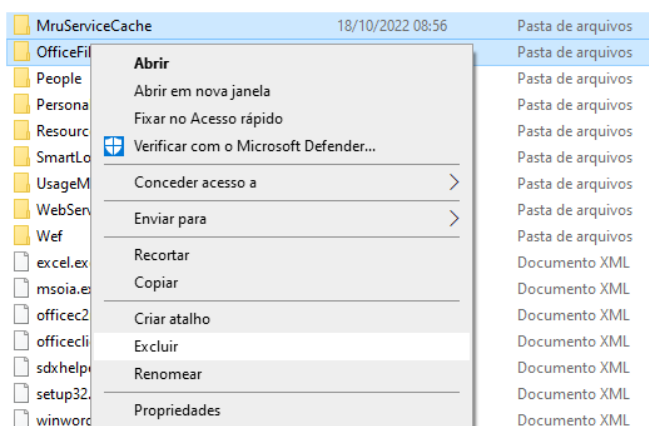 MruServiceCache 18/10/2022 08:56 Pasta de arquivos
OfficeFil Pasta de arquivos
Abrir
People Pasta de arquivos
Abrir em nova janela
Persona Pasta de arquivos
Fixar no Acesso rápido
Resourc Pasta de arquivos
Verificar com o Microsoft Defender...
SmartLo Pasta de arquivos
UsageM Pasta de arquivos
Conceder acesso a
WebServ Pasta de arquivos
Enviar para
Wef Pasta de arquivos
Recortar
excel.ex Documento XML
Copiar
msoia.ex Documento XML
officec2 Documento XML
Criar atalho
officecli Documento XML
Excluir
sdxhelpe Documento XML
Renomear
setup32. Documento XML
Propriedades
winword Documento XML